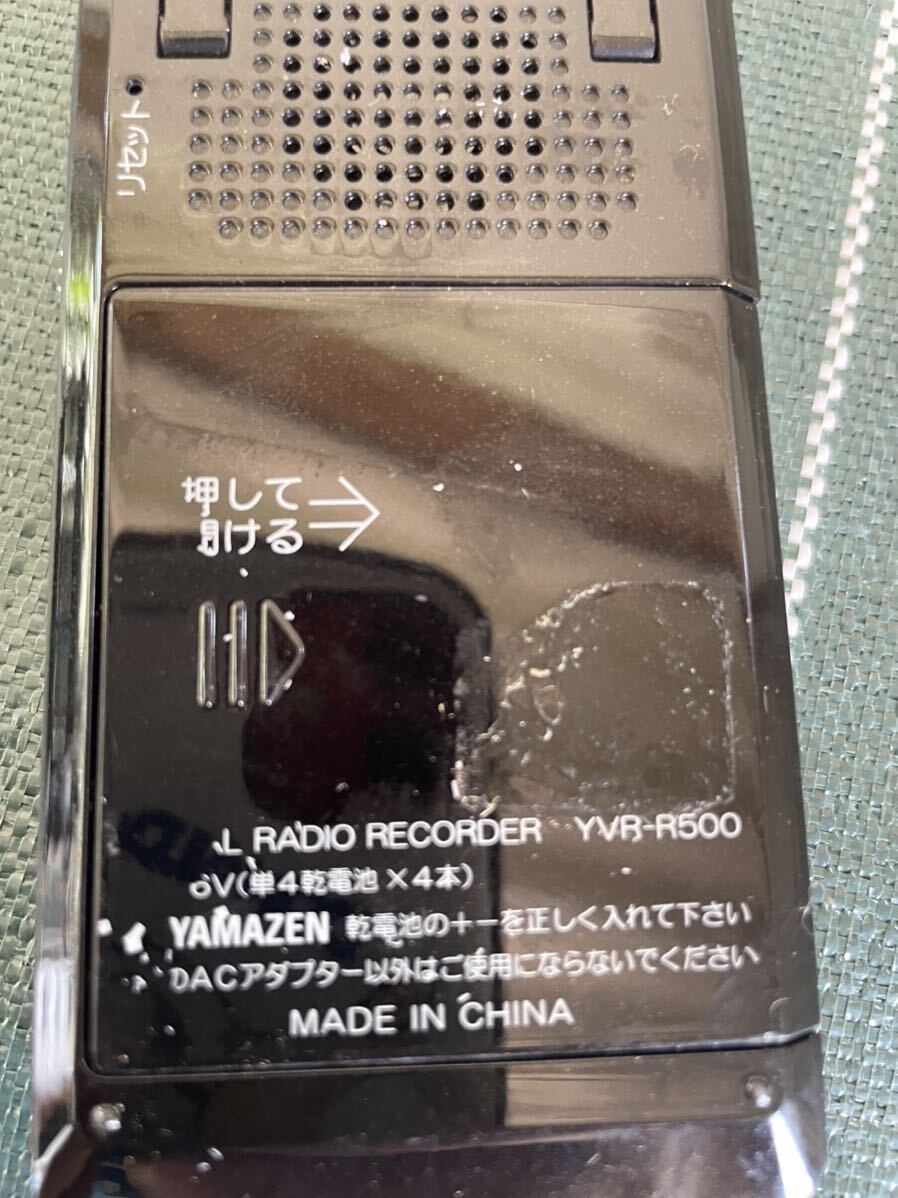 リセット
押して
開ける
L RADIO RECORDER YVR-R500
6V(単4乾電池×4本)
YAMAZEN 乾電池の+-を正しく入れて下さい
DACアダプター以外はご使用にならないでください
MADE IN CHINA